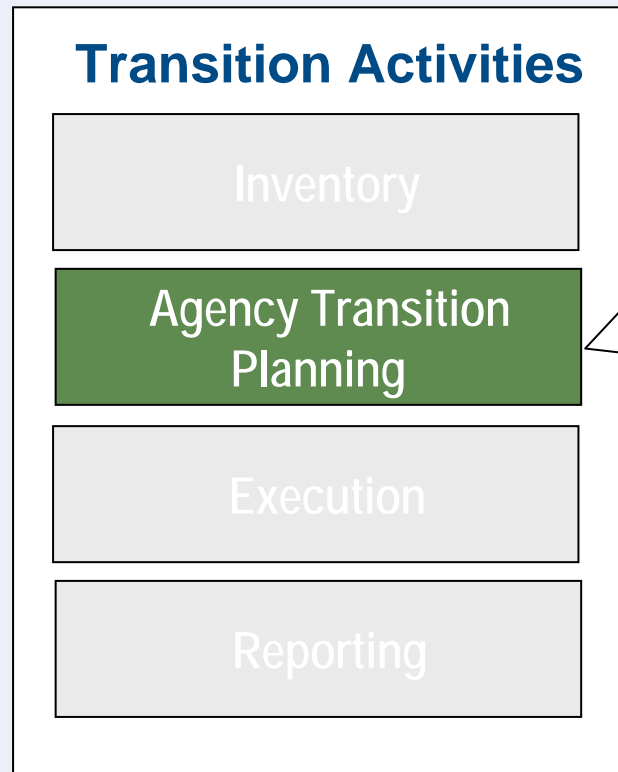 Transition Activities
Inventory
Agency Transition
Planning
Execution
Reporting